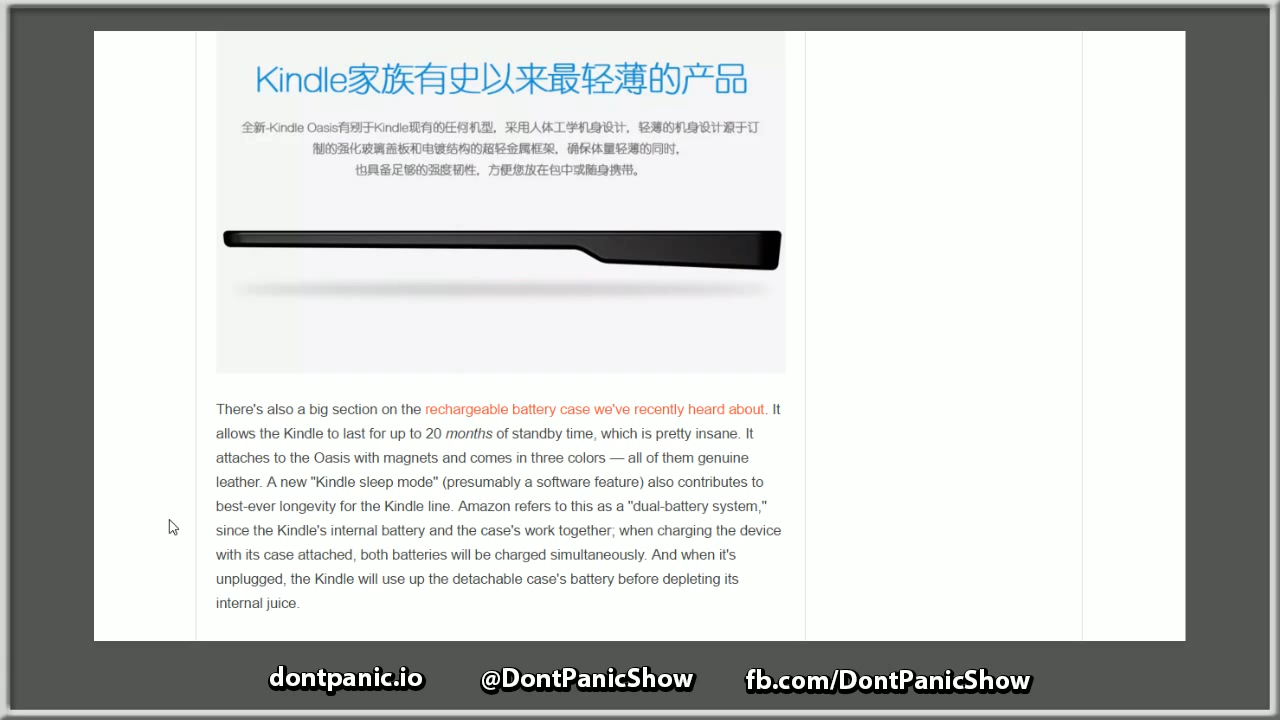 Kindle家族有史以来最轻薄的产品
全新-Kindle Oasis有别于Kindle现有的任何机型，采用人体工学机身设计，轻薄的机身设计源于订
制的强化玻璃盖板和电镀结构的超轻金属框架，确保体量轻薄的同时，
也具备足够的强度韧性，方便您放在包中或随身携带。
There's also a big section on the rechargeable battery case we've recently heard about. It
allows the Kindle to last for up to 20 months of standby time, which is pretty insane. It
attaches to the Oasis with magnets and comes in three colors — all of them genuine
leather. A new "Kindle sleep mode" (presumably a software feature) also contributes to
best-ever longevity for the Kindle line. Amazon refers to this as a "dual-battery system,"
since the Kindle's internal battery and the case's work together; when charging the device
with its case attached, both batteries will be charged simultaneously. And when it's
unplugged, the Kindle will use up the detachable case's battery before depleting its
internal juice.
dontpanic.io @DontPanicShow fb.com/DontPanicShow